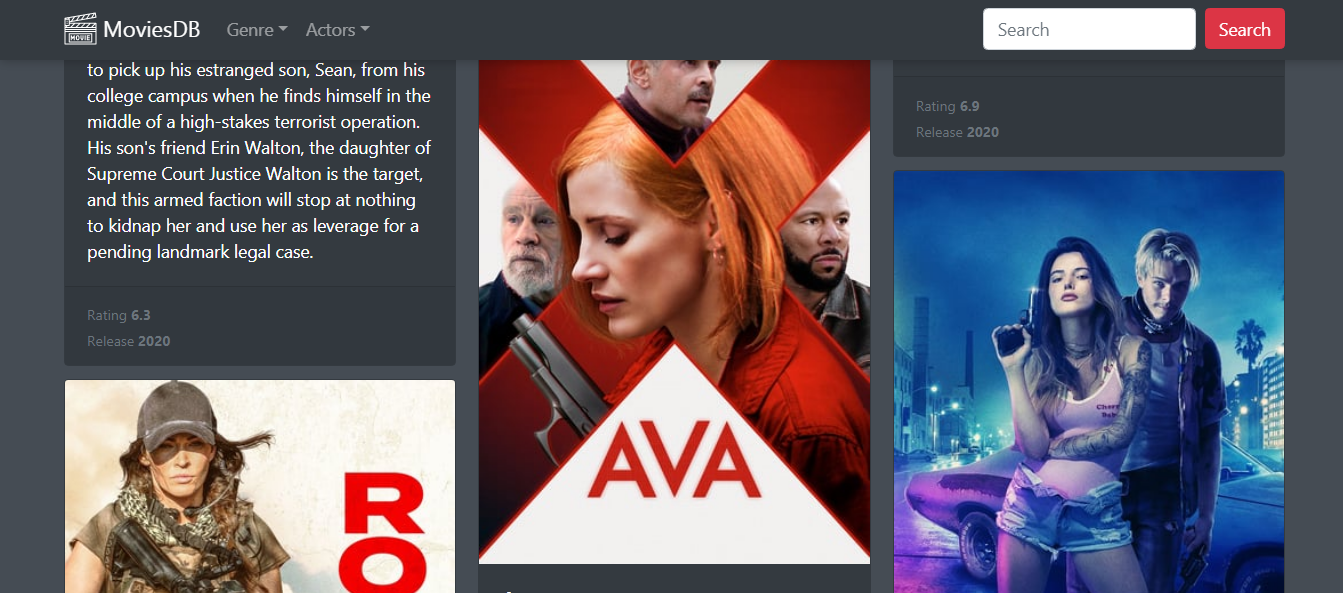 MOVIE
MoviesDB
Genre
Actors
Search
Search
to pick up his estranged son, Sean, from his
college campus when he finds himself in the
middle of a high-stakes terrorist operation.
His son's friend Erin Walton, the daughter of
Supreme Court Justice Walton is the target,
and this armed faction will stop at nothing
to kidnap her and use her as leverage for a
pending landmark legal case.
Rating 6.3
Release 2020
R
O
AVA
Rating 6.9
Release 2020